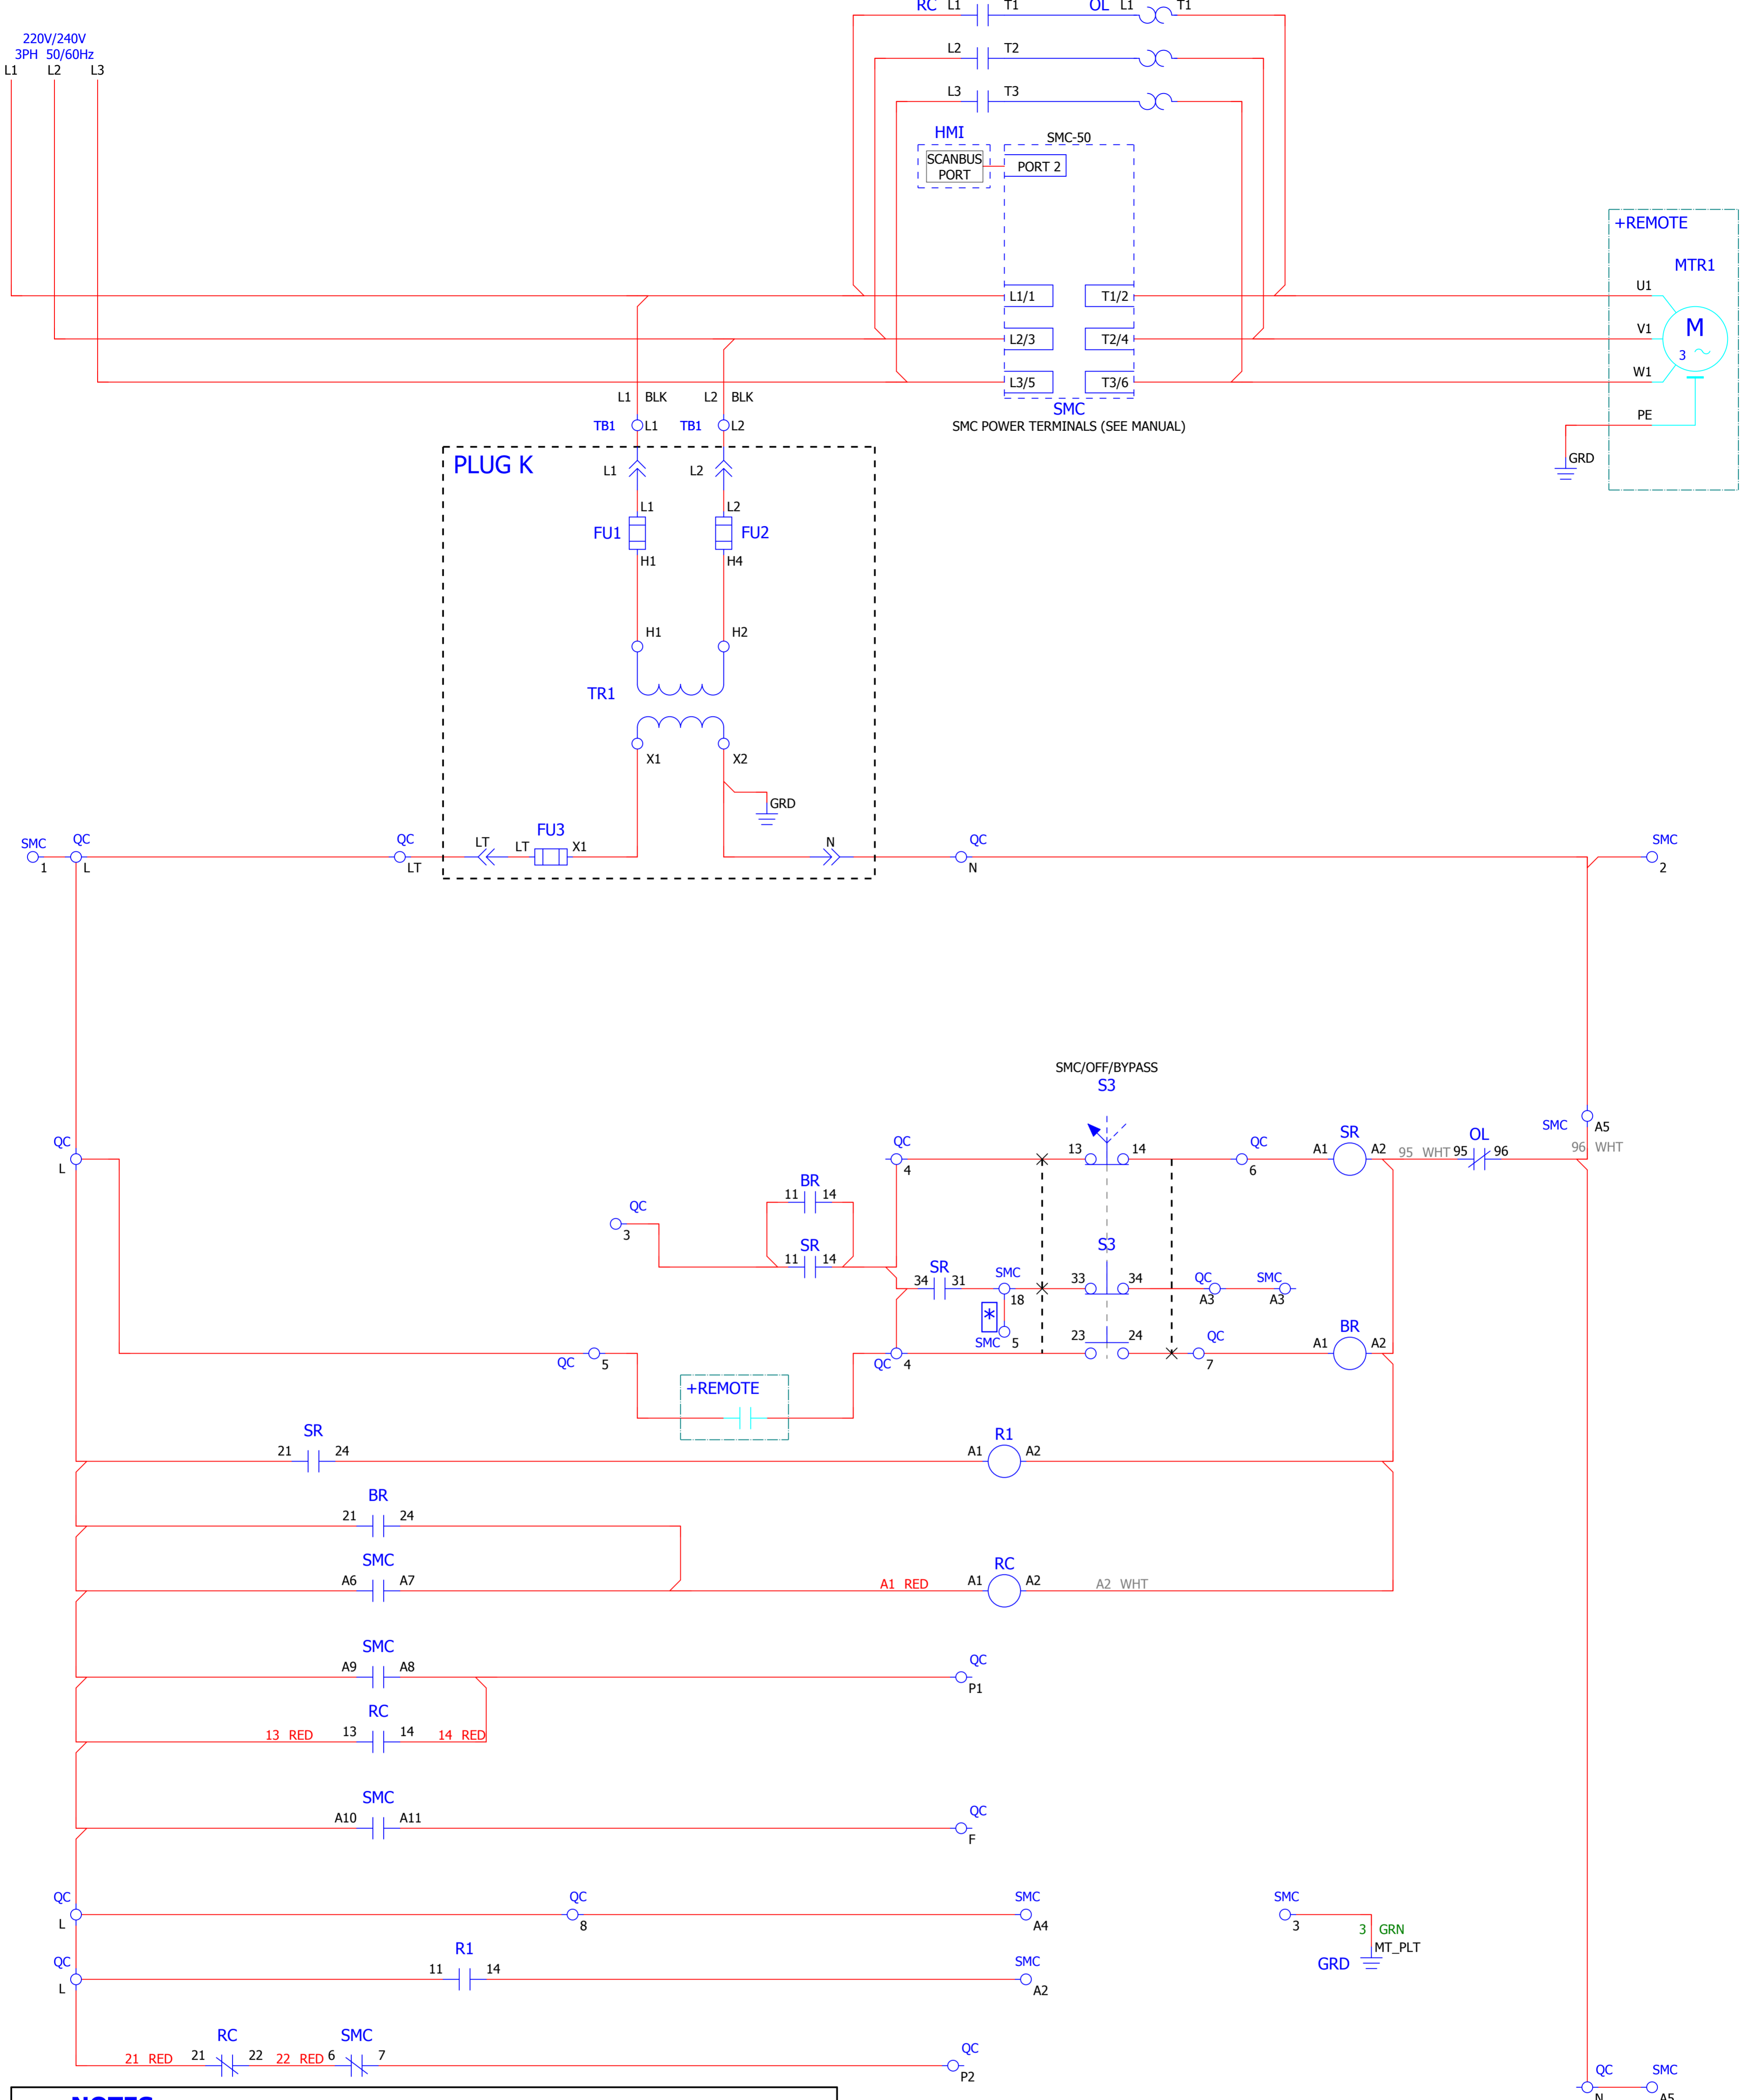 RC L1 T1 OL L1 T1
220V/240V
3PH 50/60Hz
L1 L2 L3
L2 T2
L3 T3
HMI
SMC-50
SCANBUS
PORT
PORT 2
+REMOTE
MTR1
U1
L1/1 T1/2
V1
M
3
L2/3 T2/4
W1
L3/5 T3/6
L1 BLK L2 BLK
SMC
PE
TB1 L1 TB1 L2
SMC POWER TERMINALS (SEE MANUAL)
GRD
PLUG K
L1 L2
L1 L2
FU1 FU2
H1 H4
H1 H2
TR1
X1 X2
GRD
SMC QC QC LT LT FU3 X1 N QC SMC
1 L LT N 2
SMC/OFF/BYPASS
S3
SMC A5
QC QC 13 14 QC A1 SR A2 95 WHT 95 OL 96 96 WHT
L 4 6
BR
11 14
QC
3
SR S3
11 14
SR
34 31 SMC 33 34 QC SMC
18 A3 A3
*
SMC 5 23 24 QC A1 BR A2
QC 5 QC 4 7
+REMOTE
SR R1
21 24 A1 A2
BR
21 24
SMC RC
A6 A7 A1 RED A1 A2 A2 WHT
SMC
A9 A8 QC
P1
RC
13 RED 13 14 14 RED
SMC
A10 A11 QC
F
QC QC SMC SMC
L 8 A4 3
3 GRN
MT_PLT
GRD
QC R1 SMC
L 11 14 A2
RC SMC
21 RED 21 22 22 RED 6 7 QC
P2
QC SMC
N A5
NOTES